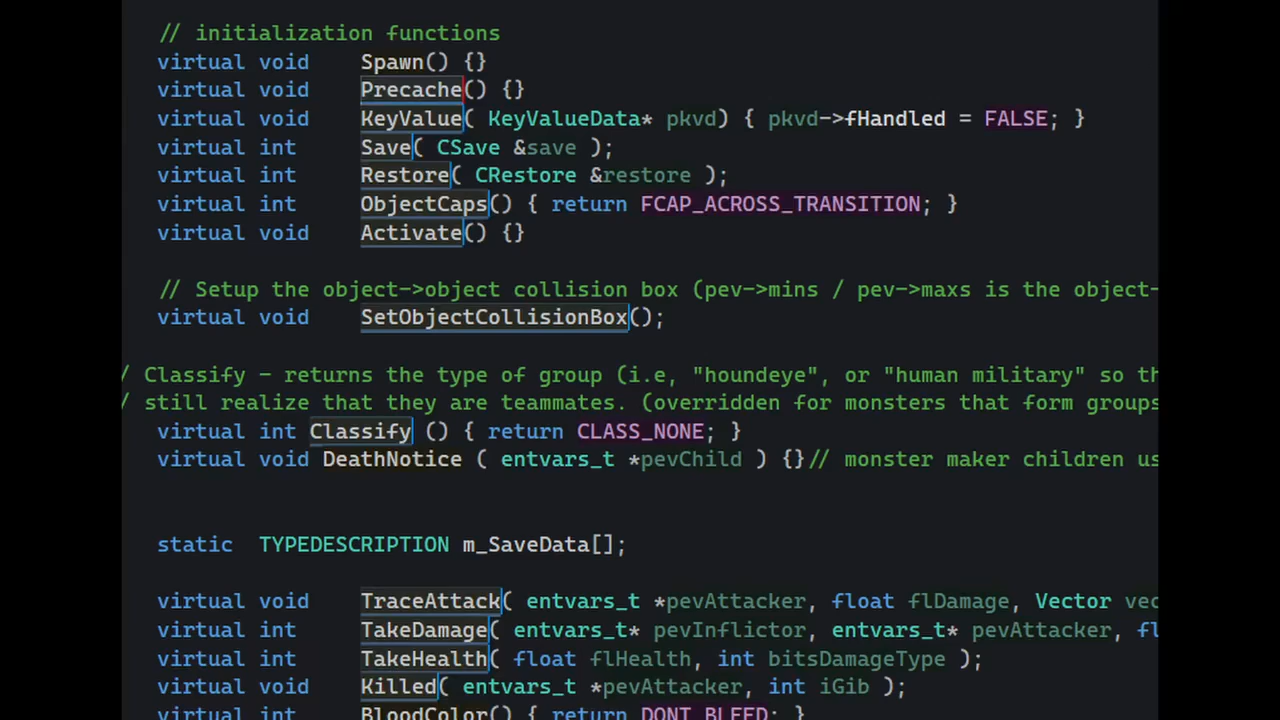 // initialization functions
virtual void Spawn() {}
virtual void Precache() {}
virtual void KeyValue( KeyValueData* pkvd) { pkvd->fHandled = FALSE; }
virtual int Save( CSave &save );
virtual int Restore( CRestore &restore );
virtual int ObjectCaps() { return FCAP_ACROSS_TRANSITION; }
virtual void Activate() {}
// Setup the object->object collision box (pev->mins / pev->maxs is the object-
virtual void SetObjectCollisionBox();
/ Classify - returns the type of group (i.e, "houndeye", or "human military" so th
/ still realize that they are teammates. (overridden for monsters that form groups
virtual int Classify () { return CLASS_NONE; }
virtual void DeathNotice ( entvars_t *pevChild ) {}// monster maker children us
static TYPEDESCRIPTION m_SaveData[];
virtual void TraceAttack( entvars_t *pevAttacker, float flDamage, Vector vec
virtual int TakeDamage( entvars_t* pevInflictor, entvars_t* pevAttacker, fl
virtual int TakeHealth( float flHealth, int bitsDamageType );
virtual void Killed( entvars_t *pevAttacker, int iGib );
virtual int BloodColor() { return DONT_BLEED; }